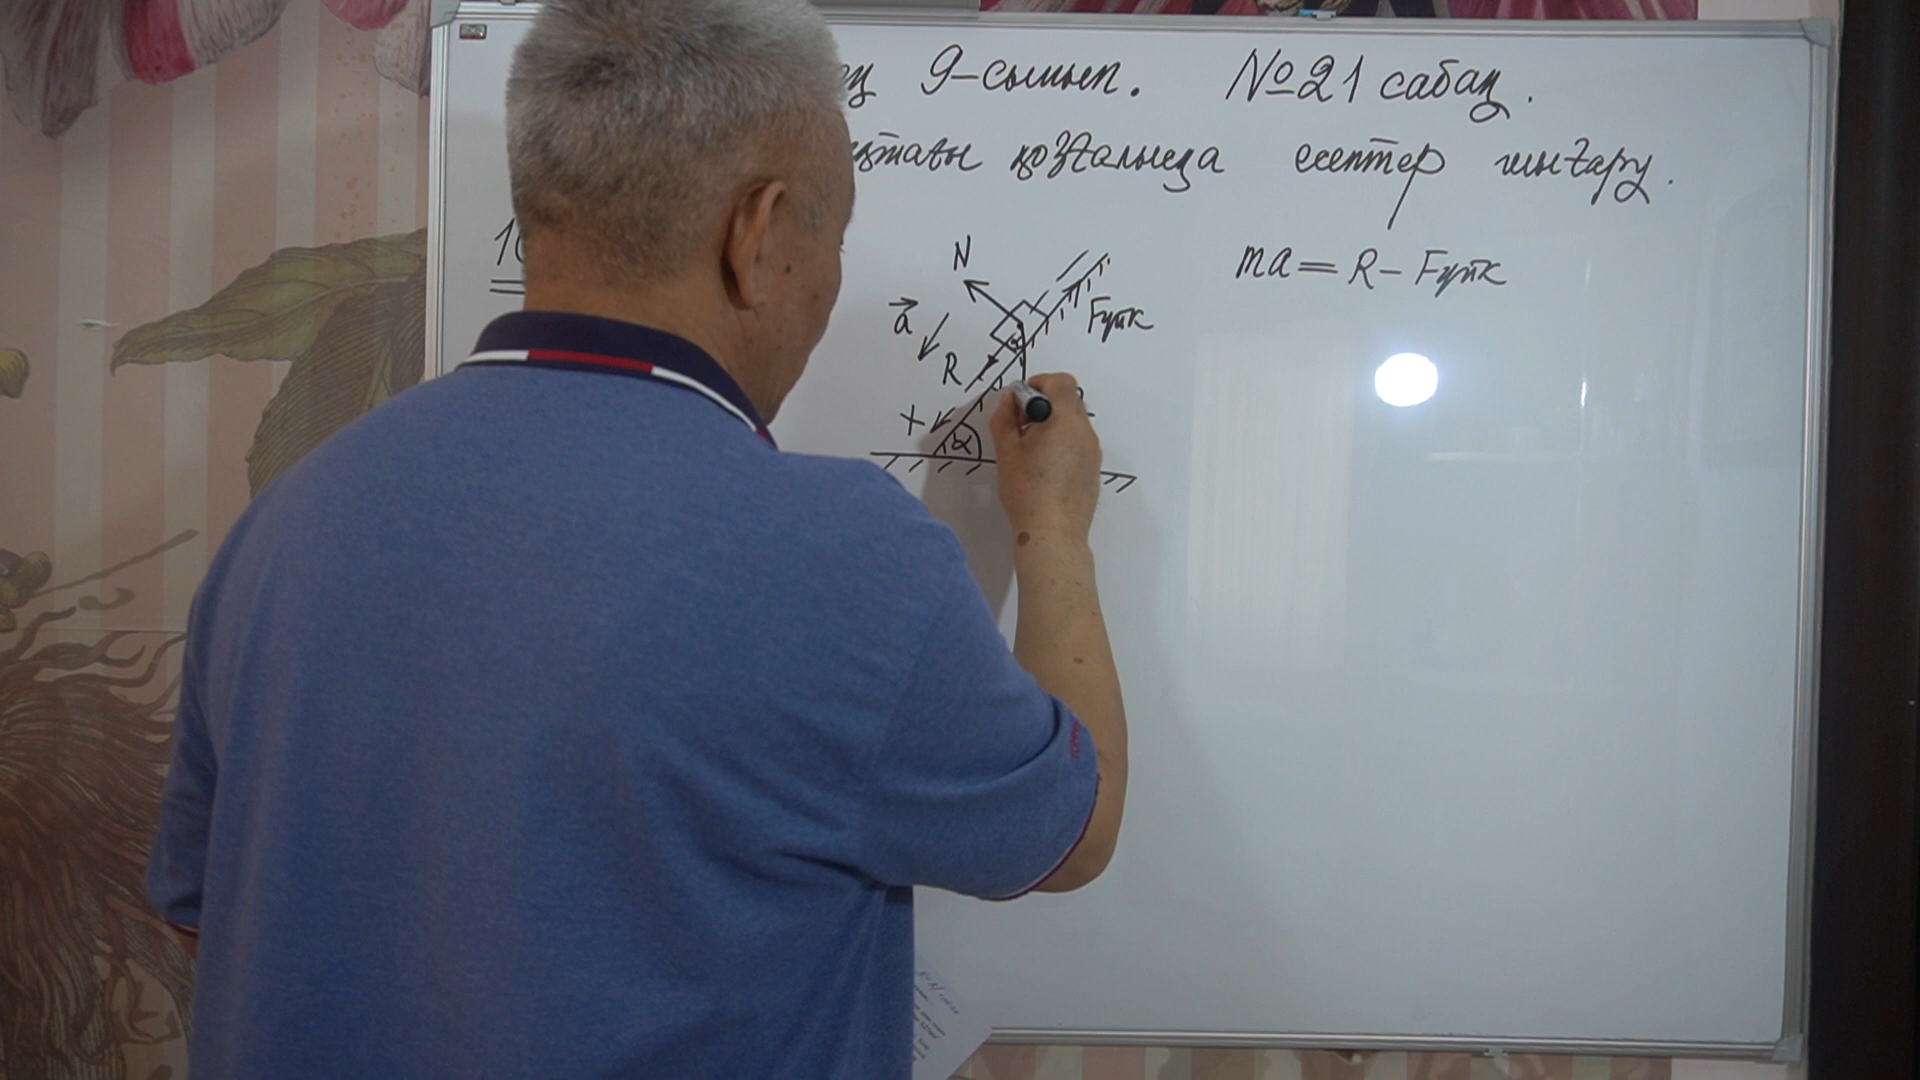 9-сынып. №21 сабақ.
қозғалысқа есептер шығару.
N
ma = R - Fүйк
a
Fүйк
R
x
α